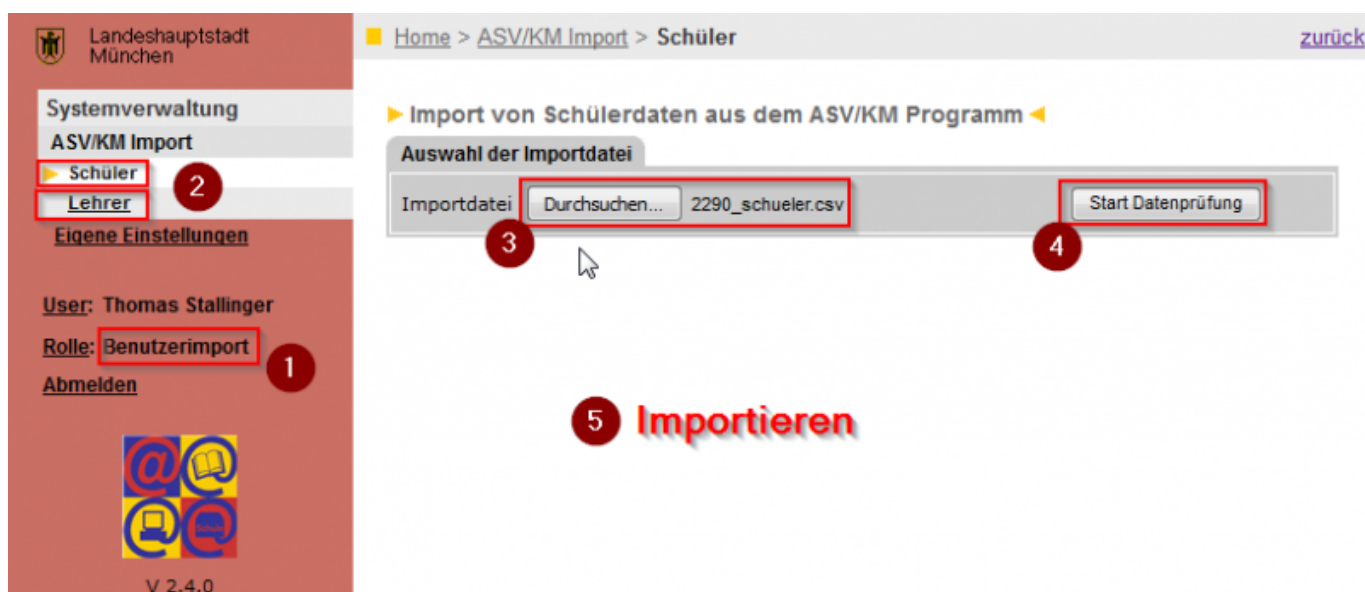 Landeshauptstadt
München
Home > ASV/KM Import > Schüler
zurück
Systemverwaltung
ASV/KM Import
Schüler
2
Lehrer
Eigene Einstellungen
User: Thomas Stallinger
Rolle: Benutzerimport
1
Abmelden
V 2.4.0
Import von Schülerdaten aus dem ASV/KM Programm
Auswahl der Importdatei
Importdatei Durchsuchen... 2290_schueler.csv Start Datenprüfung
3
4
5 Importieren